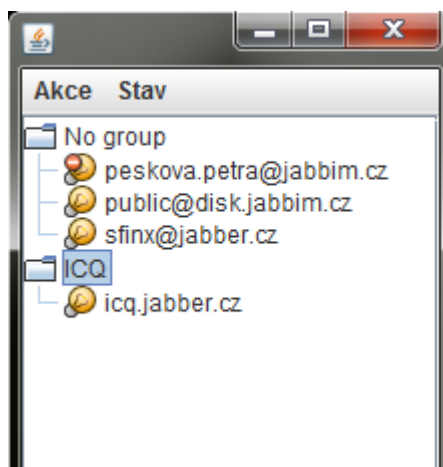 Akce Stav
No group
peskova.petra@jabbim.cz
public@disk.jabbim.cz
sfinx@jabber.cz
ICQ
icq.jabber.cz